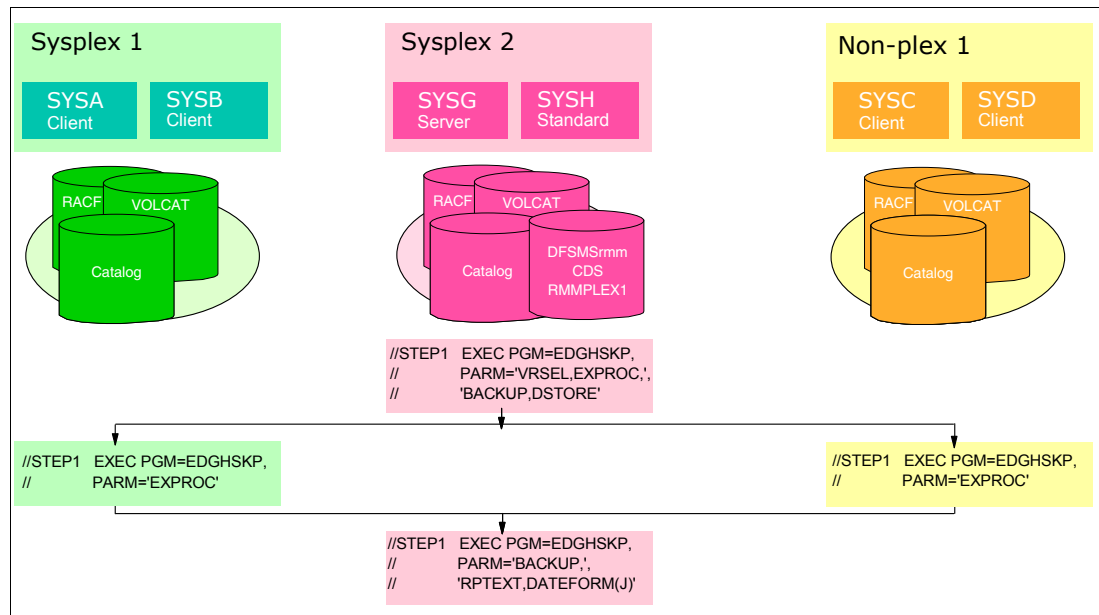 Sysplex 1
SYSA
Client
SYSB
Client
RACF
VOLCAT
Catalog
Sysplex 2
SYSG
Server
SYSH
Standard
RACF
VOLCAT
Catalog
DFSMSrmm
CDS
RMMPLEX1
Non-plex 1
SYSC
Client
SYSD
Client
RACF
VOLCAT
Catalog
//STEP1 EXEC PGM=EDGHSKP,
// PARM='VRSEL,EXPROC,',
// 'BACKUP,DSTORE'
//STEP1 EXEC PGM=EDGHSKP,
// PARM='EXPROC'
//STEP1 EXEC PGM=EDGHSKP,
// PARM='EXPROC'
//STEP1 EXEC PGM=EDGHSKP,
// PARM='BACKUP,',
// 'RPTEXT,DATEFORM(J)'